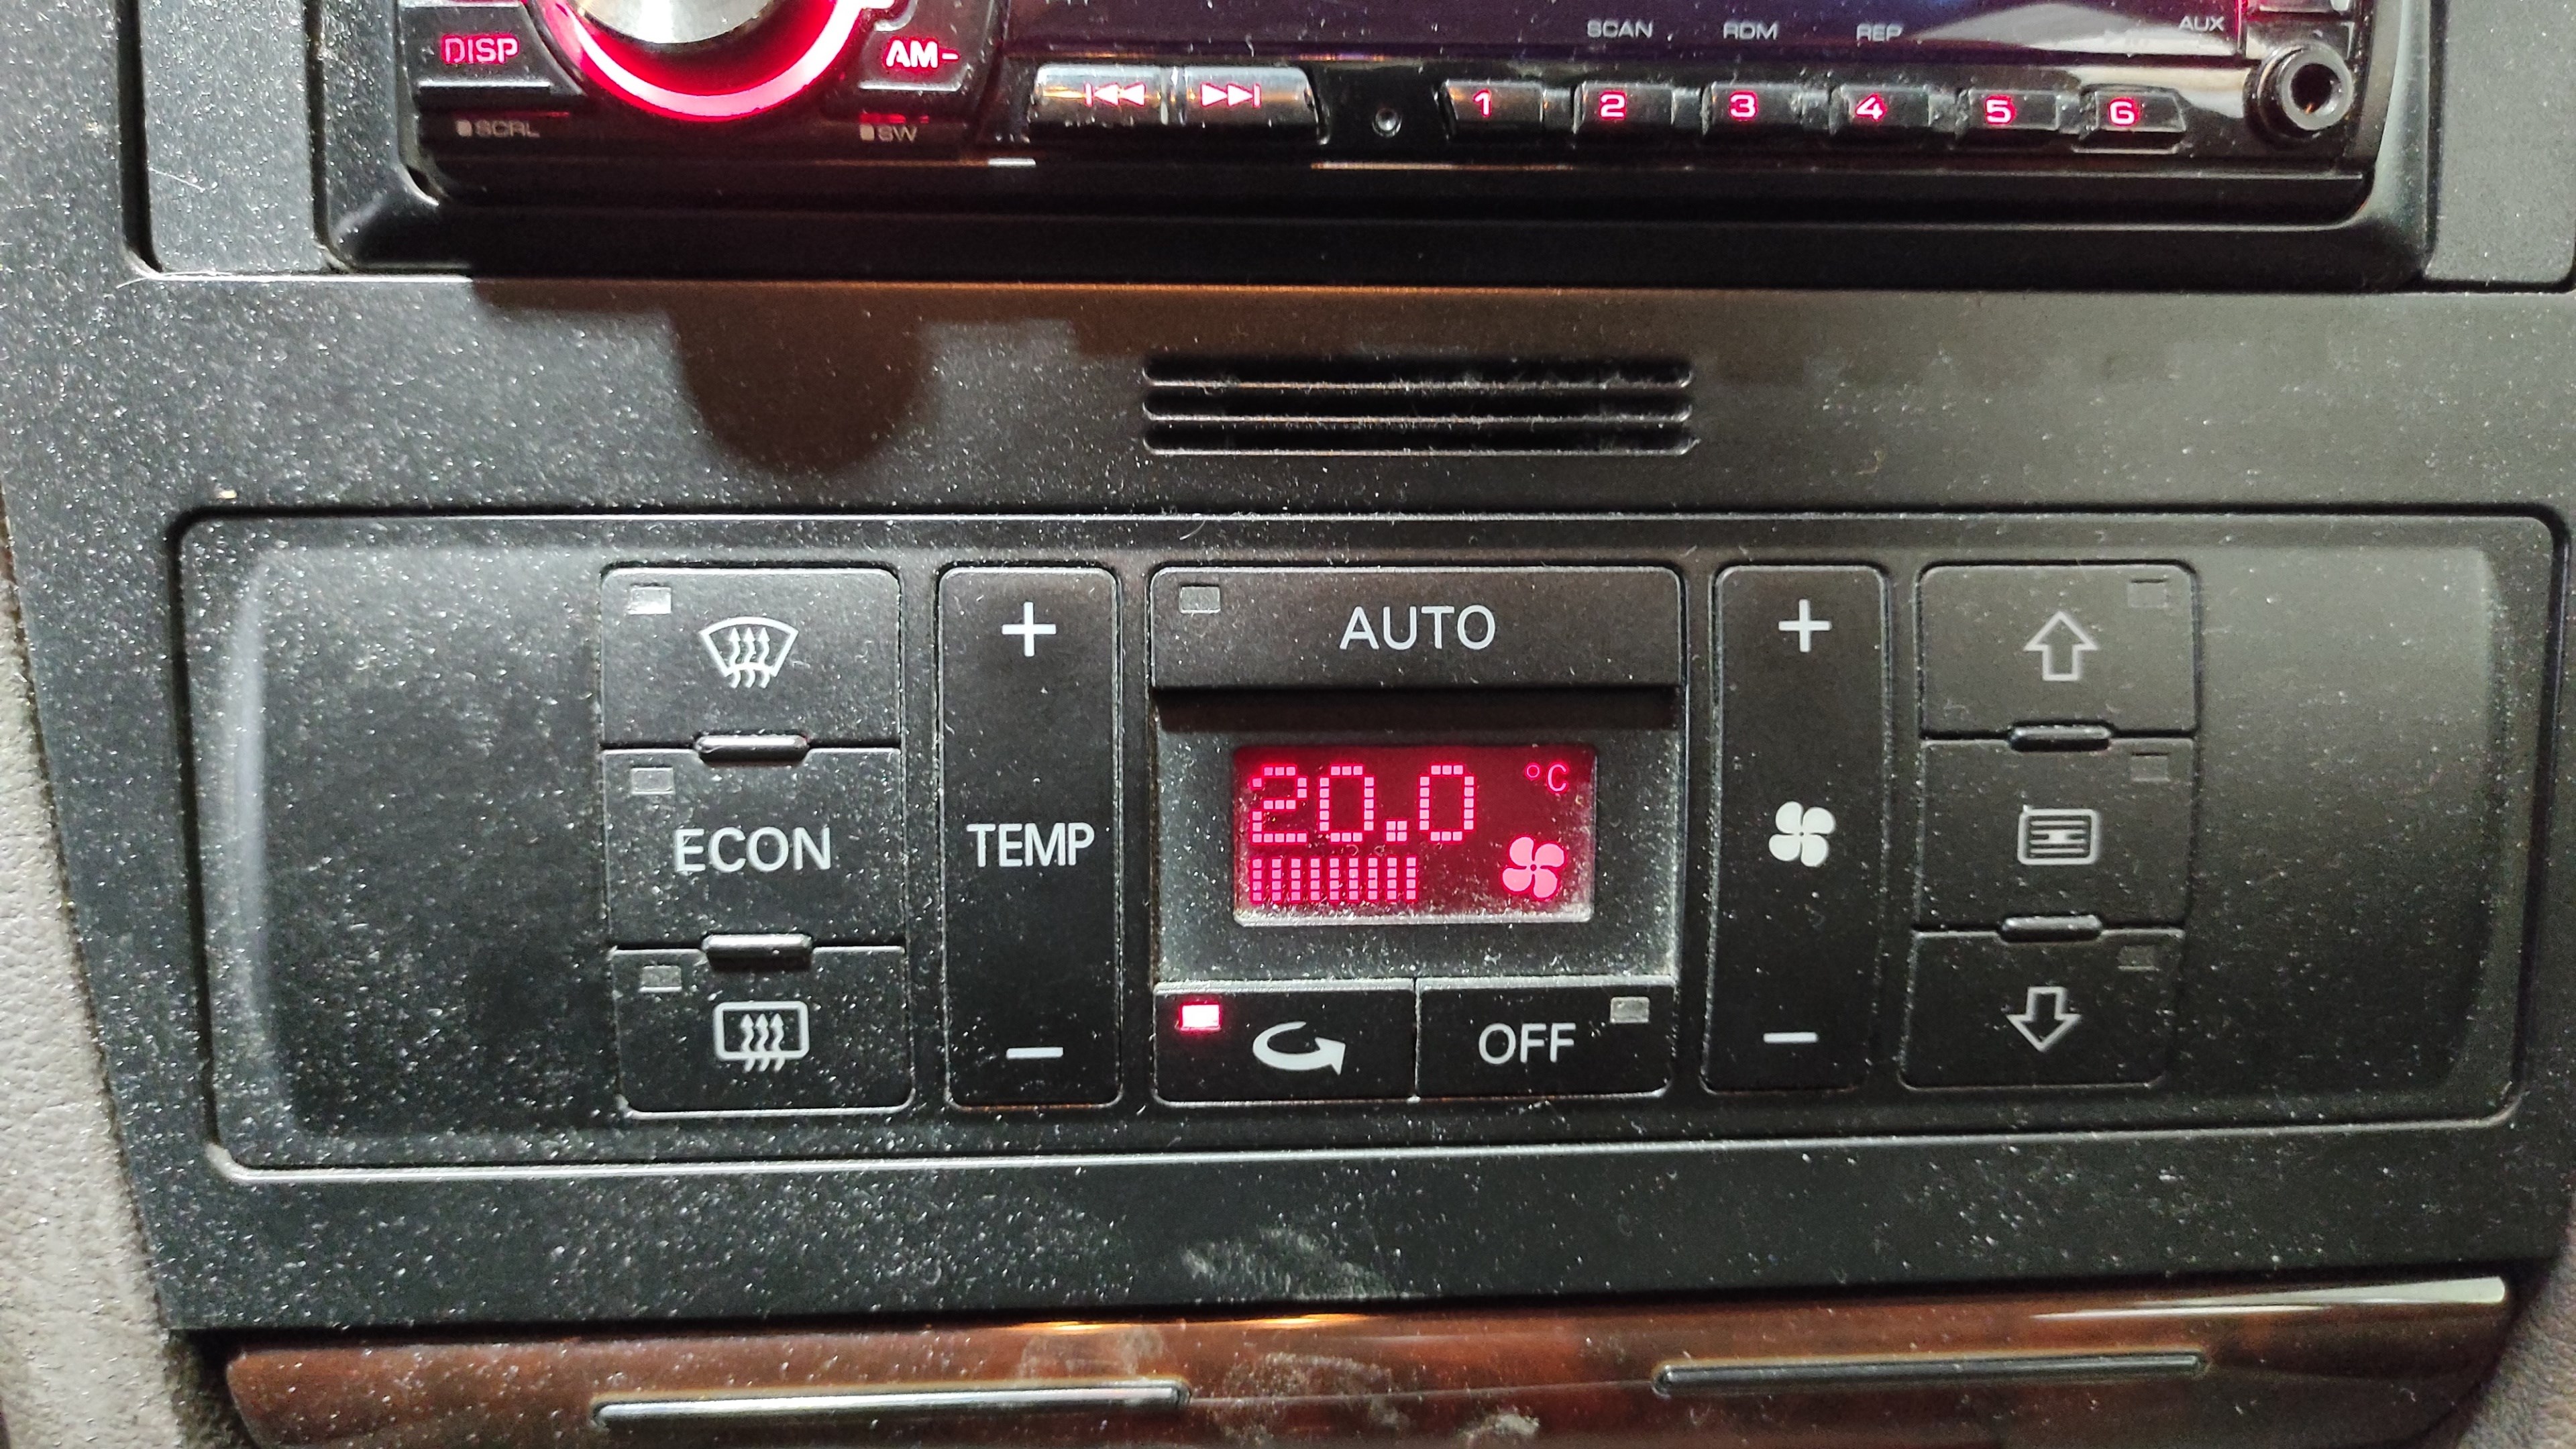 DISP
AM-
SCRL
SW
SCAN RDM REP
AUX
1 2 3 4 5 6
AUTO
20.0 °C
ECON
TEMP
OFF
+
+
-
-